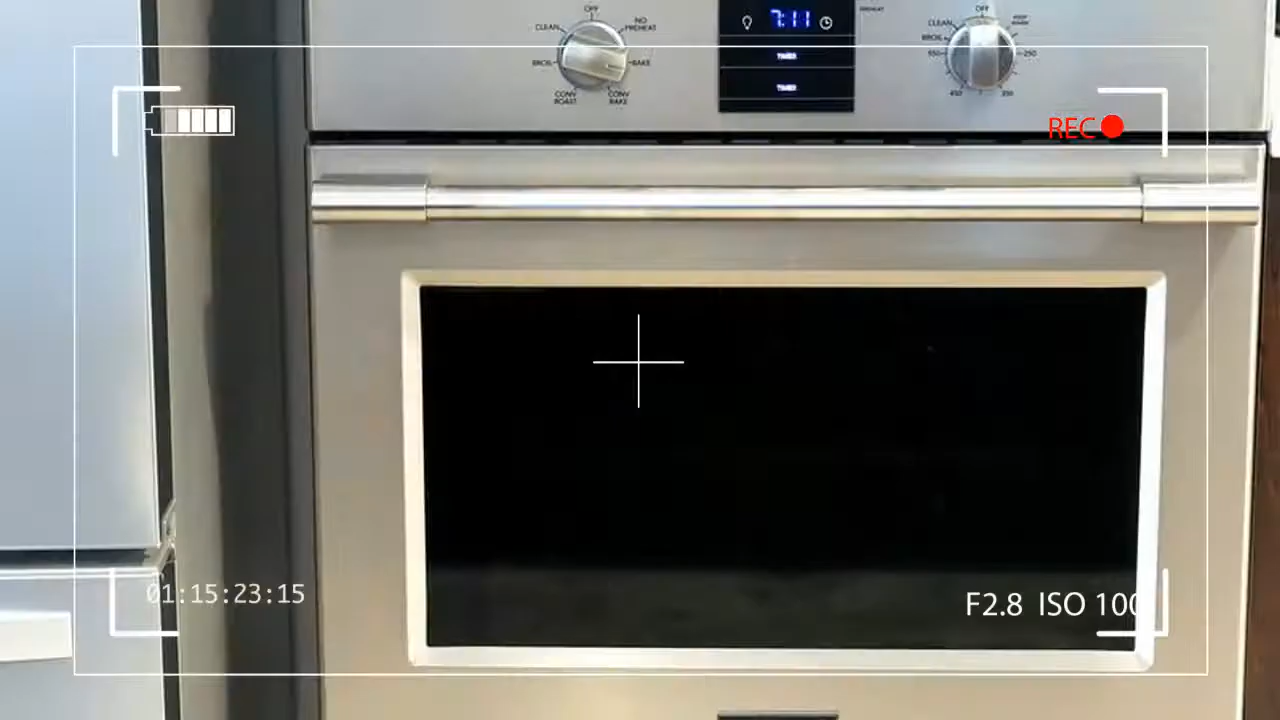 OFF
CLEAN
NO
PREHEAT
BROIL
BAKE
CONV
ROAST
CONV
BAKE
7:11
TIMER
TIMER
PREHEAT
OFF
CLEAN
BROIL
550
250
450
350
REC
01:15:23:15
F2.8 ISO 100